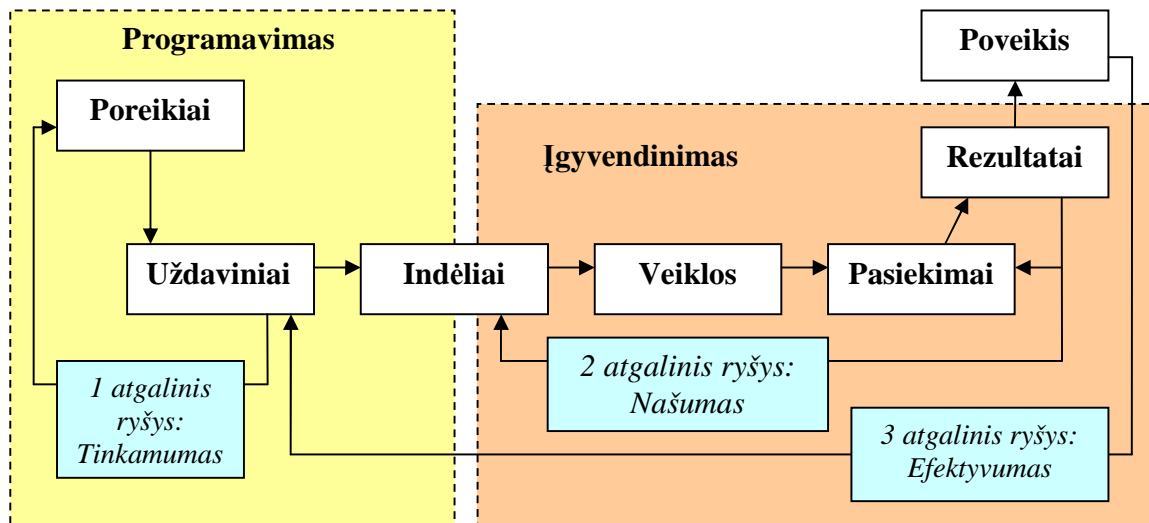 Programavimas
Poveikis
Poreikiai
Įgyvendinimas
Rezultatai
Uždaviniai
Indėliai
Veiklos
Pasiekimai
1 atgalinis
ryšys:
Tinkamumas
2 atgalinis ryšys:
Našumas
3 atgalinis ryšys:
Efektyvumas